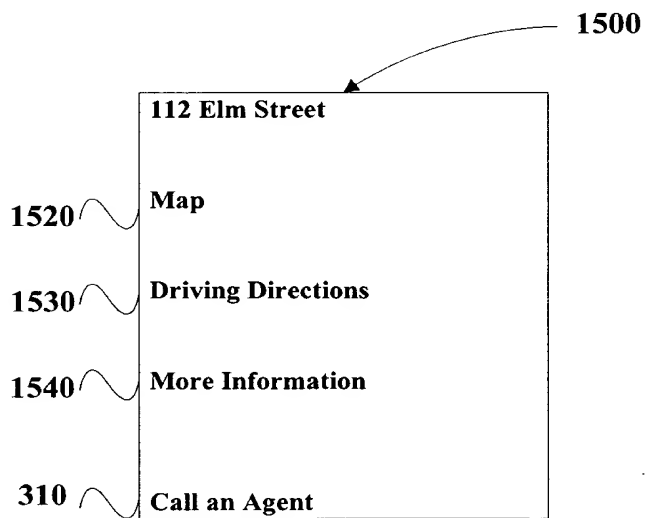 1500
112 Elm Street
1520 Map
1530 Driving Directions
1540 More Information
310 Call an Agent